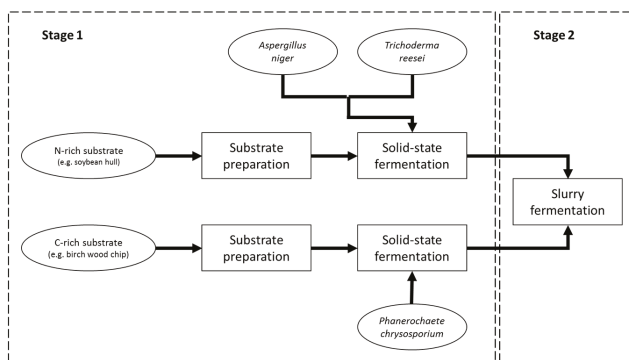 Stage 1
Stage 2
Aspergillus
niger
Trichoderma
reesei
N-rich substrate
(e.g. soybean hull)
Substrate
preparation
Solid-state
fermentation
Slurry
fermentation
C-rich substrate
(e.g. birch wood chip)
Substrate
preparation
Solid-state
fermentation
Phanerochaete
chrysosporium